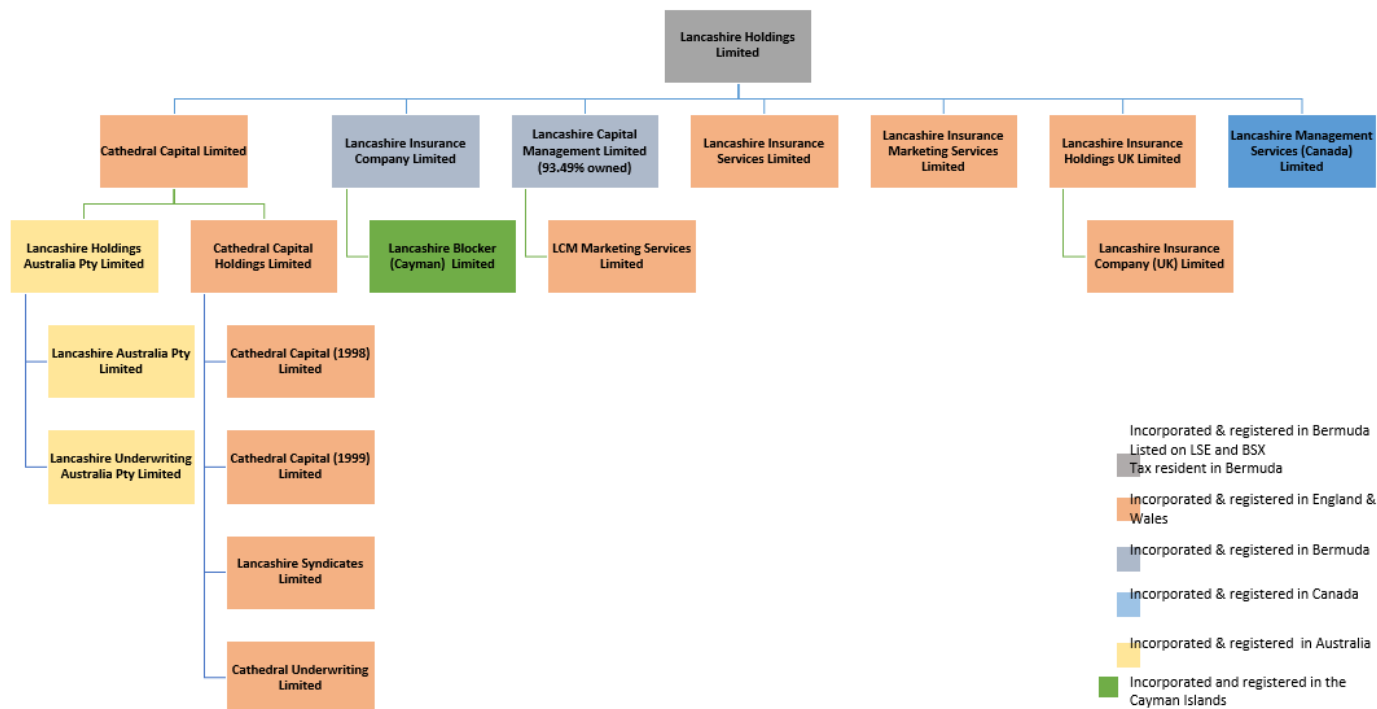 Lancashire Holdings
Limited
Cathedral Capital Limited
Lancashire Insurance
Company Limited
Lancashire Capital
Management Limited
(93.49% owned)
Lancashire Insurance
Services Limited
Lancashire Insurance
Marketing Services
Limited
Lancashire Insurance
Holdings UK Limited
Lancashire Management
Services (Canada)
Limited
Lancashire Holdings
Australia Pty Limited
Cathedral Capital
Holdings Limited
Lancashire Blocker
(Cayman) Limited
LCM Marketing Services
Limited
Lancashire Insurance
Company (UK) Limited
Lancashire Australia Pty
Limited
Cathedral Capital (1998)
Limited
Lancashire Underwriting
Australia Pty Limited
Cathedral Capital (1999)
Limited
Lancashire Syndicates
Limited
Cathedral Underwriting
Limited
Incorporated & registered in Bermuda
Listed on LSE and BSX
Tax resident in Bermuda
Incorporated & registered in England &
Wales
Incorporated & registered in Bermuda
Incorporated & registered in Canada
Incorporated & registered in Australia
Incorporated and registered in the
Cayman Islands